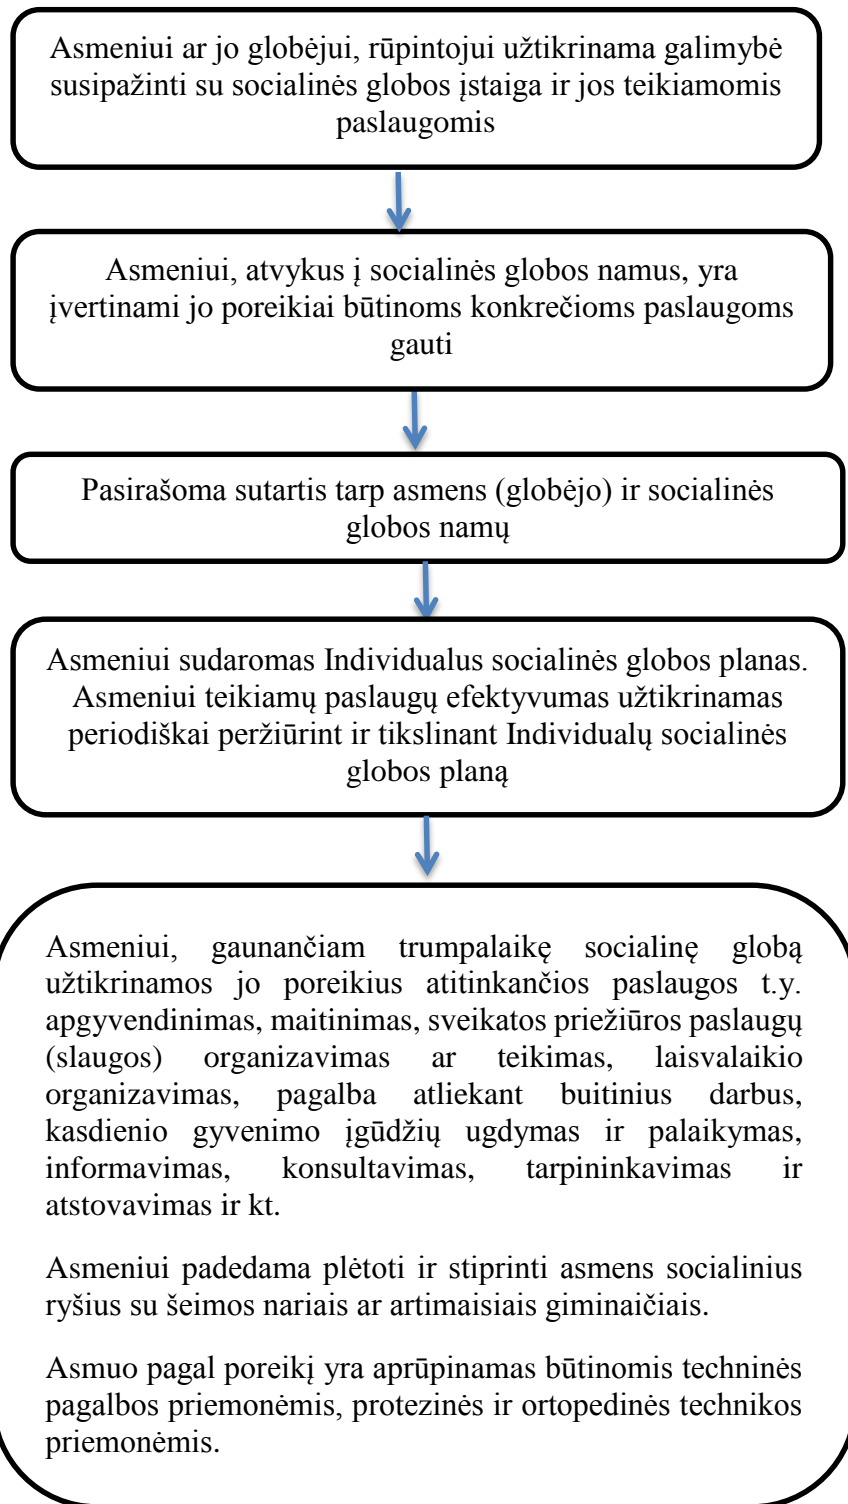 Asmeniui ar jo globėjui, rūpintojui užtikrinama galimybė
susipažinti su socialinės globos įstaiga ir jos teikiamomis
paslaugomis
Asmeniui, atvykus į socialinės globos namus, yra
įvertinami jo poreikiai būtinoms konkrečioms paslaugoms
gauti
Pasirašoma sutartis tarp asmens (globėjo) ir socialinės
globos namų
Asmeniui sudaromas Individualus socialinės globos planas.
Asmeniui teikiamų paslaugų efektyvumas užtikrinamas
periodiškai peržiūrint ir tikslinant Individualų socialinės
globos planą
Asmeniui, gaunančiam trumpalaikę socialinę globą
užtikrinamos jo poreikius atitinkančios paslaugos t.y.
apgyvendinimas, maitinimas, sveikatos priežiūros paslaugų
(slaugos) organizavimas ar teikimas, laisvalaikio
organizavimas, pagalba atliekant buitinius darbus,
kasdienio gyvenimo įgūdžių ugdymas ir palaikymas,
informavimas, konsultavimas, tarpininkavimas ir
atstovavimas ir kt.
Asmeniui padedama plėtoti ir stiprinti asmens socialinius
ryšius su šeimos nariais ar artimaisiais giminaičiais.
Asmuo pagal poreikį yra aprūpinamas būtinomis techninės
pagalbos priemonėmis, protezinės ir ortopedinės technikos
priemonėmis.